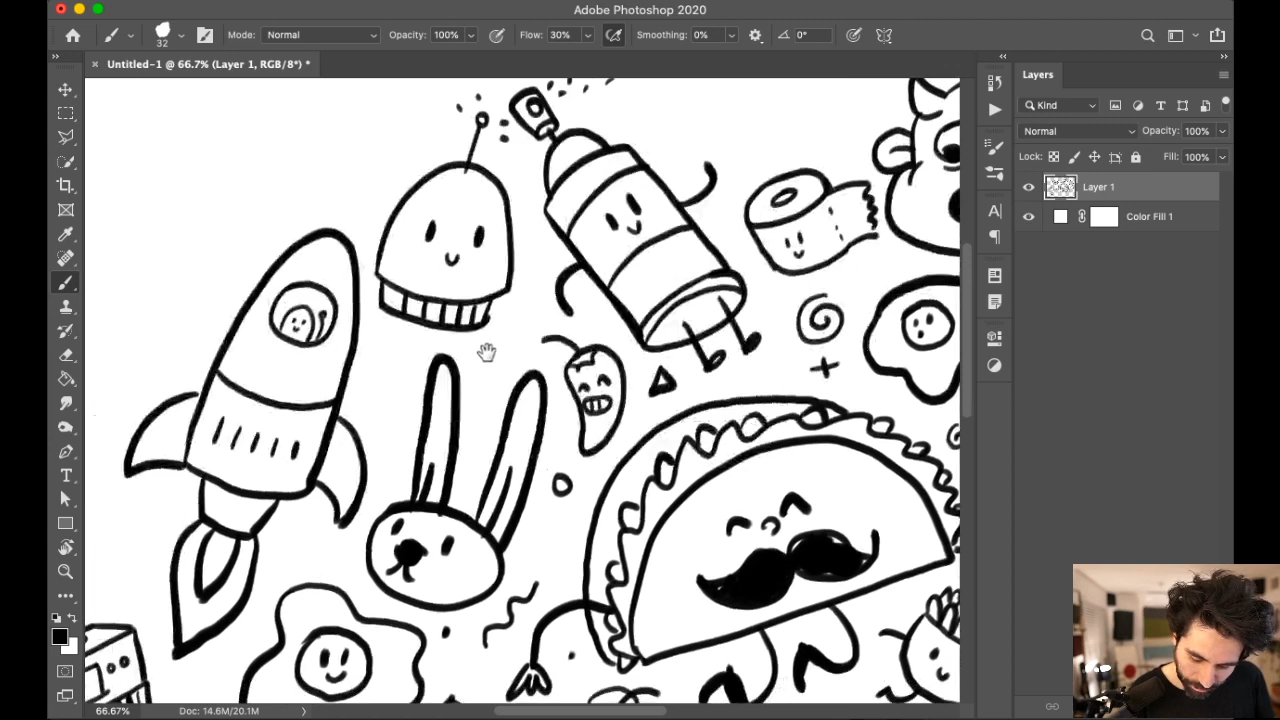 Adobe Photoshop 2020
32
Mode: Normal
Opacity: 100%
Flow: 30%
Smoothing: 0%
0°
Untitled-1 @ 66.7% (Layer 1, RGB/8*) *
Layers
Kind
Normal
Opacity: 100%
Lock:
Fill: 100%
Layer 1
Color Fill 1
66.67%
Doc: 14.6M/20.1M